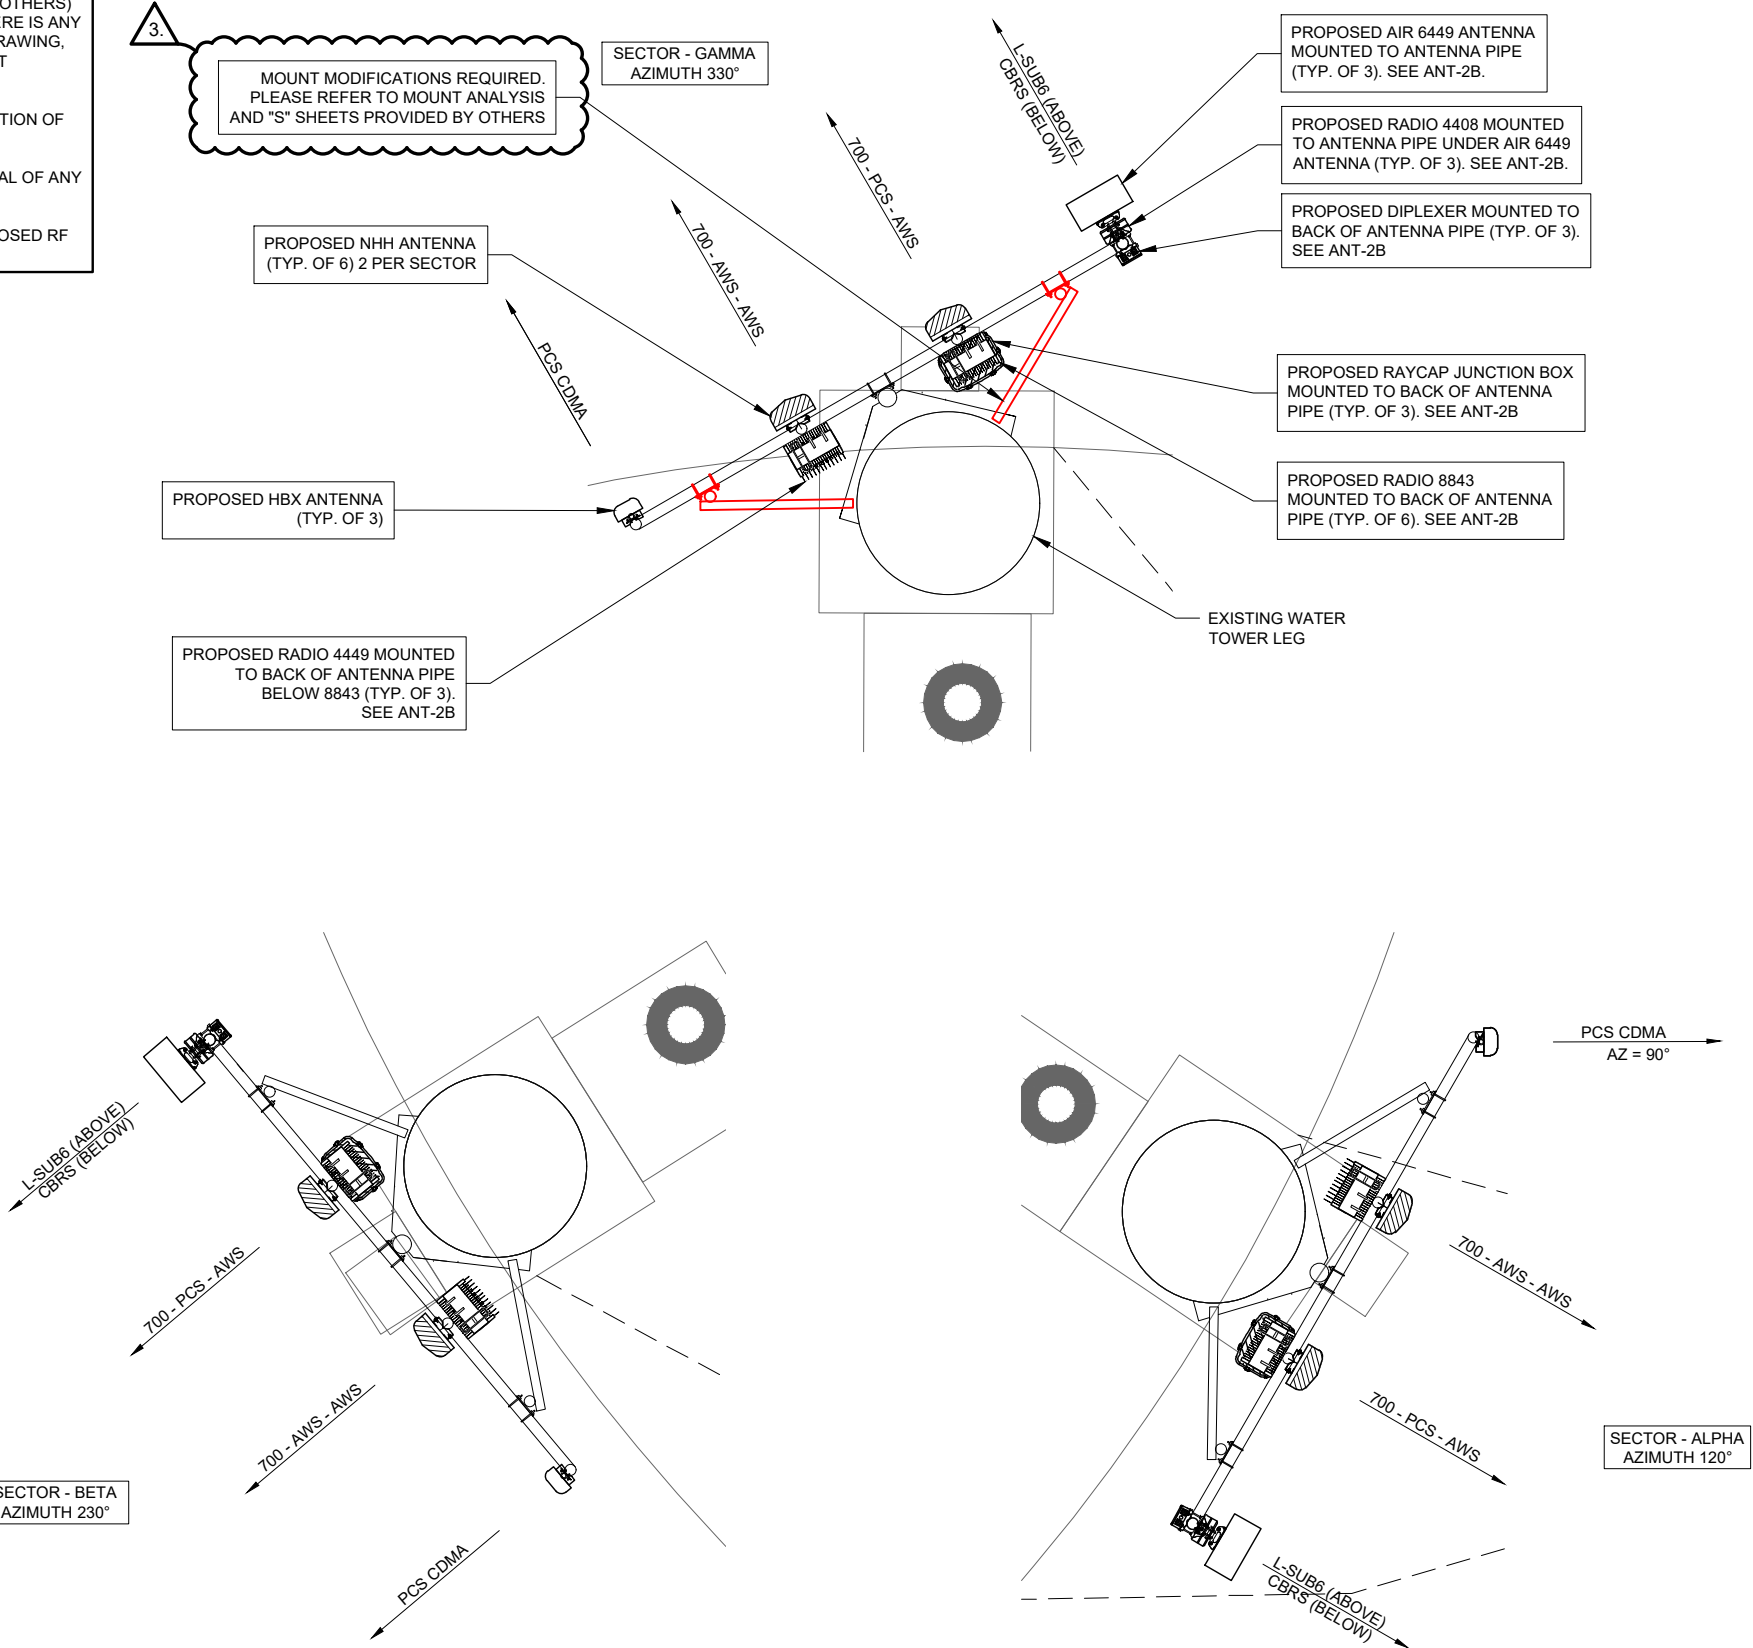 OTHERS)
ERE IS ANY
RAWING,
T
TION OF
AL OF ANY
OSED RF
3.
MOUNT MODIFICATIONS REQUIRED.
PLEASE REFER TO MOUNT ANALYSIS
AND "S" SHEETS PROVIDED BY OTHERS
SECTOR - GAMMA
AZIMUTH 330°
L-SUB6 (ABOVE)
CBRS (BELOW)
700 - PCS - AWS
700 - AWS - AWS
PCS CDMA
PROPOSED AIR 6449 ANTENNA
MOUNTED TO ANTENNA PIPE
(TYP. OF 3). SEE ANT-2B.
PROPOSED RADIO 4408 MOUNTED
TO ANTENNA PIPE UNDER AIR 6449
ANTENNA (TYP. OF 3). SEE ANT-2B.
PROPOSED DIPLEXER MOUNTED TO
BACK OF ANTENNA PIPE (TYP. OF 3).
SEE ANT-2B
PROPOSED NHH ANTENNA
(TYP. OF 6) 2 PER SECTOR
PROPOSED RAYCAP JUNCTION BOX
MOUNTED TO BACK OF ANTENNA
PIPE (TYP. OF 3). SEE ANT-2B
PROPOSED HBX ANTENNA
(TYP. OF 3)
PROPOSED RADIO 8843
MOUNTED TO BACK OF ANTENNA
PIPE (TYP. OF 6). SEE ANT-2B
EXISTING WATER
TOWER LEG
PROPOSED RADIO 4449 MOUNTED
TO BACK OF ANTENNA PIPE
BELOW 8843 (TYP. OF 3).
SEE ANT-2B
L-SUB6 (ABOVE)
CBRS (BELOW)
700 - PCS - AWS
700 - AWS - AWS
PCS CDMA
SECTOR - BETA
AZIMUTH 230°
PCS CDMA
AZ = 90°
700 - AWS - AWS
700 - PCS - AWS
L-SUB6 (ABOVE)
CBRS (BELOW)
SECTOR - ALPHA
AZIMUTH 120°